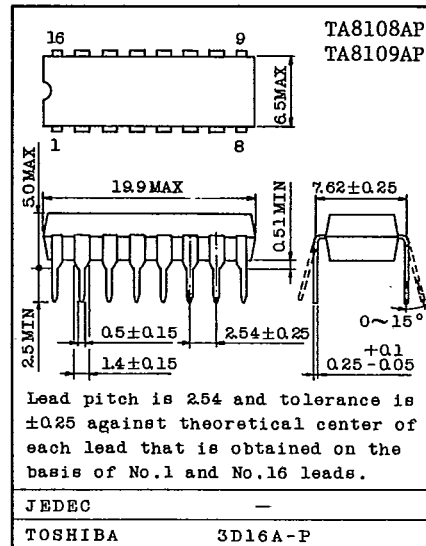 TA8108AP
TA8109AP
16 9
6.5MAX
1 8
5.0MAX
19.9MAX
0.51MIN
7.62±0.25
2.5MIN
0.5±0.15
2.54±0.25
0~15°
1.4±0.15
+0.1
0.25-0.05
Lead pitch is 2.54 and tolerance is
±0.25 against theoretical center of
each lead that is obtained on the
basis of No.1 and No.16 leads.
JEDEC —
TOSHIBA 3D16A-P